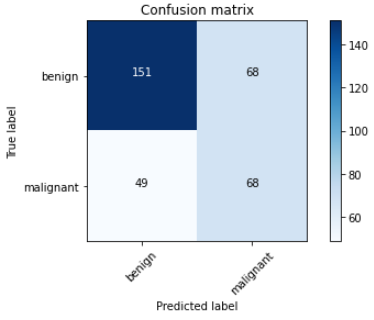 Confusion matrix
True label
benign
malignant
151 68
49 68
benign malignant
Predicted label
140
120
100
80
60